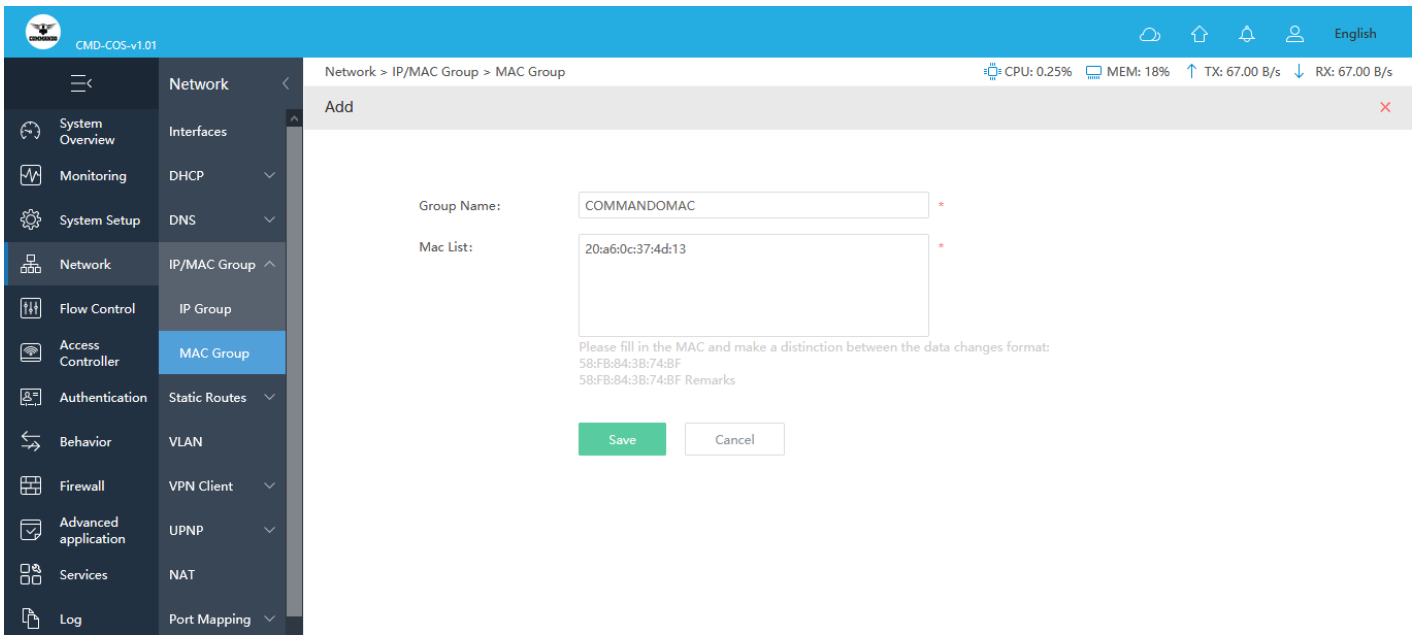 COMMANDO
CMD-COS-v1.01
English
Network
Network > IP/MAC Group > MAC Group
CPU: 0.25%
MEM: 18%
TX: 67.00 B/s
RX: 67.00 B/s
Add
System
Overview
Monitoring
System Setup
Network
Flow Control
Access
Controller
Authentication
Behavior
Firewall
Advanced
application
Services
Log
Interfaces
DHCP
DNS
IP/MAC Group
IP Group
MAC Group
Static Routes
VLAN
VPN Client
UPNP
NAT
Port Mapping
Group Name:
COMMANDOMAC
*
Mac List:
20:a6:0c:37:4d:13
*
Please fill in the MAC and make a distinction between the data changes format:
58:FB:84:3B:74:BF
58:FB:84:3B:74:BF Remarks
Save
Cancel